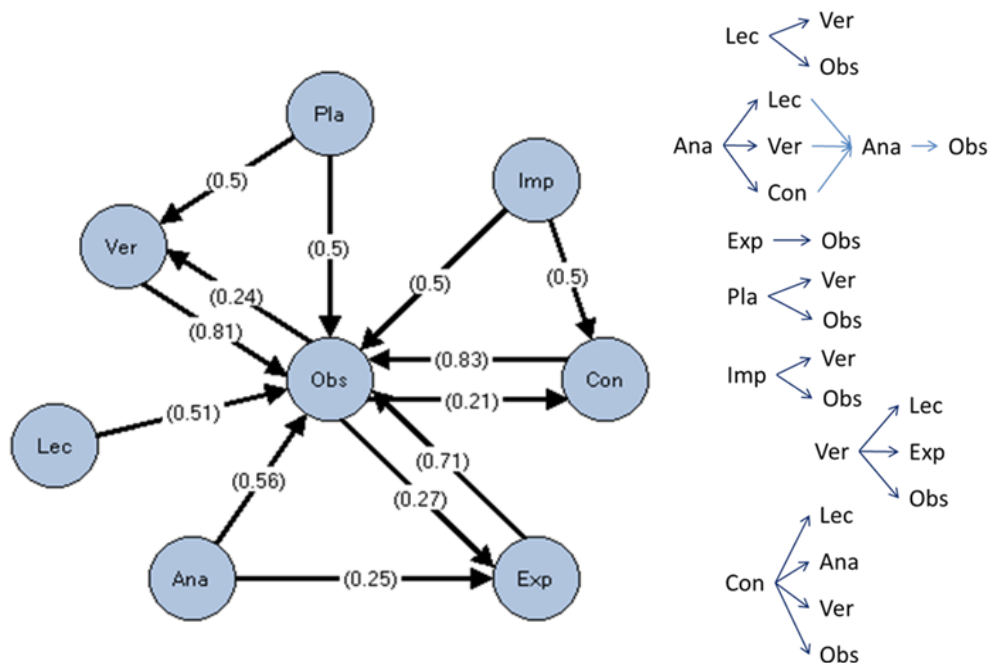 Pla
Imp
Ver
Obs
Con
Lec
Ana
Exp
(0.5)
(0.5)
(0.5)
(0.5)
(0.24)
(0.81)
(0.83)
(0.21)
(0.51)
(0.56)
(0.71)
(0.27)
(0.25)
Lec
Ver
Obs
Ana
Lec
Ver
Con
Ana
Obs
Exp
Obs
Pla
Ver
Obs
Imp
Ver
Obs
Ver
Lec
Exp
Obs
Con
Lec
Ana
Ver
Obs